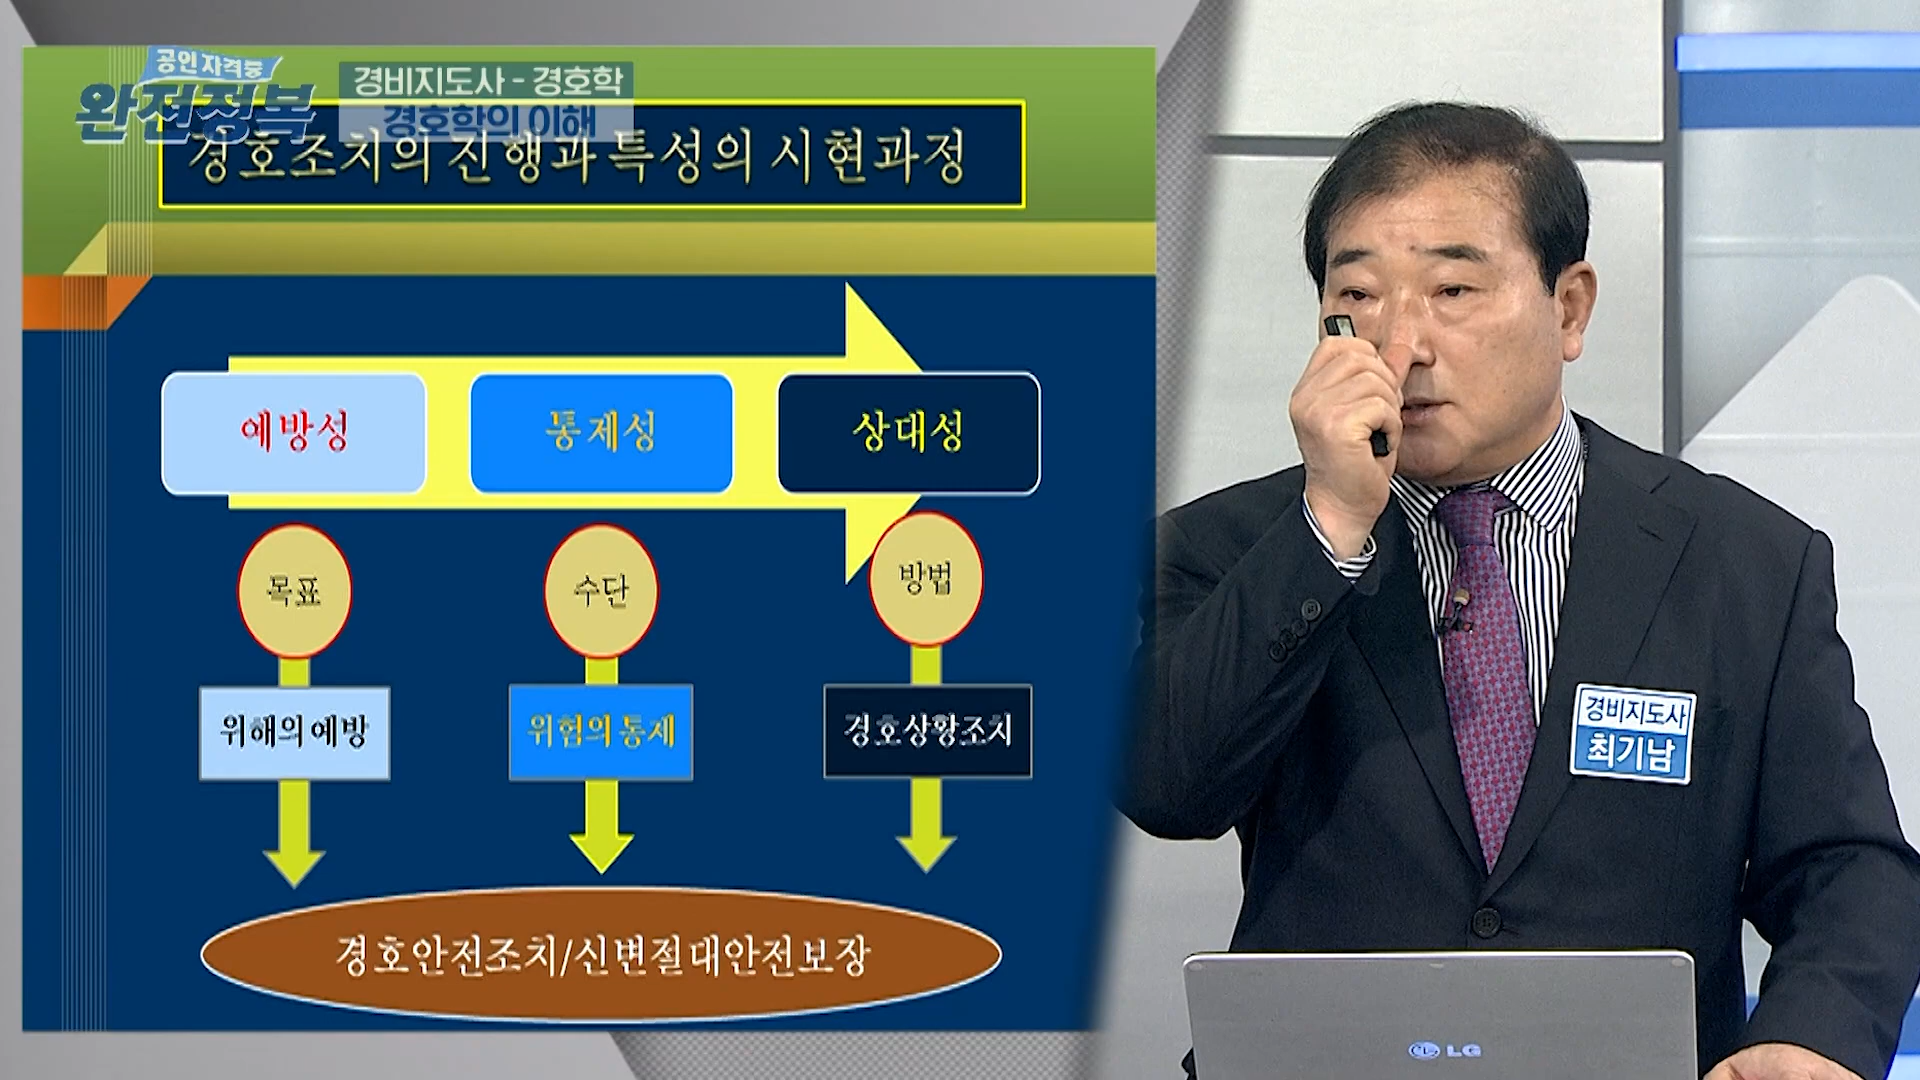 공인 자격증
완전정복
경비지도사 - 경호학
경호학의 이해
경호조치의 진행과 특성의 시현과정
예방성 통제성 상대성
목표 수단 방법
위해의 예방 위험의 통제 경호상황조치
경호안전조치/신변절대안전보장
경비지도사
최기남
LG